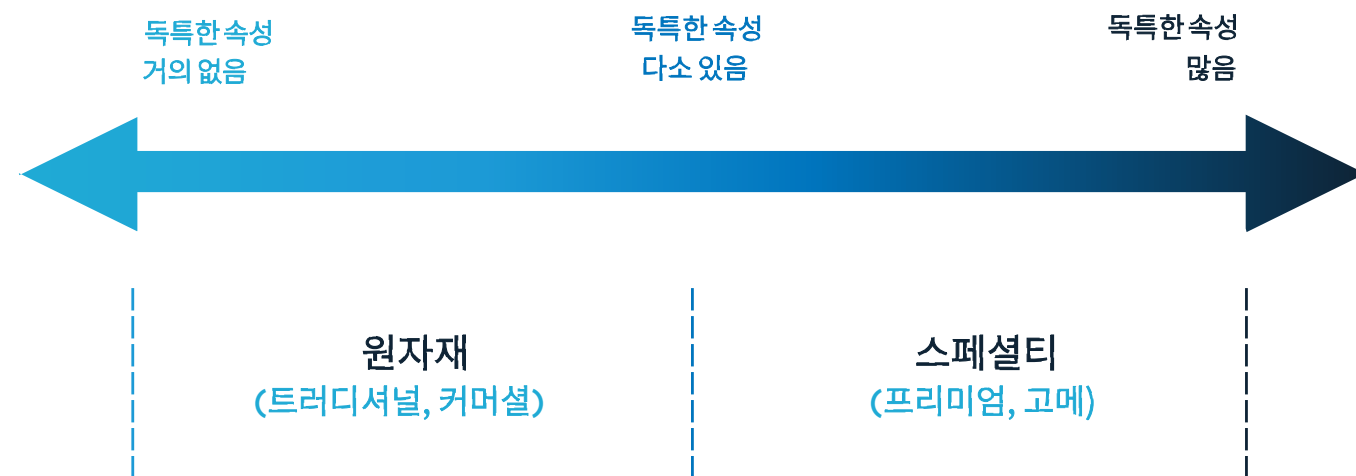 독특한 속성
거의 없음
독특한 속성
다소 있음
독특한 속성
많음
원자재
(트러디셔널, 커머셜)
스페셜티
(프리미엄, 고메)